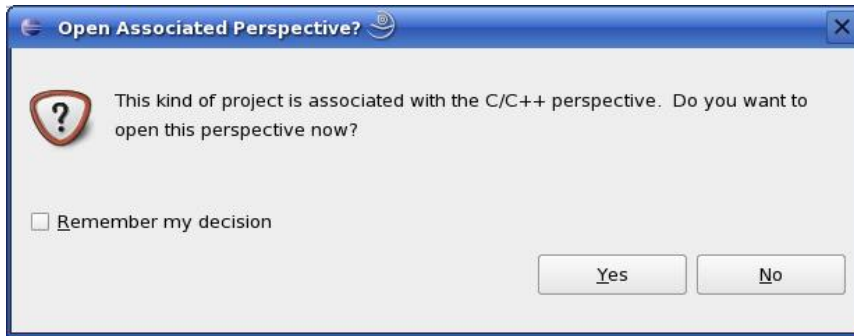 Open Associated Perspective?
This kind of project is associated with the C/C++ perspective.  Do you want to
open this perspective now?
Remember my decision
Yes
No